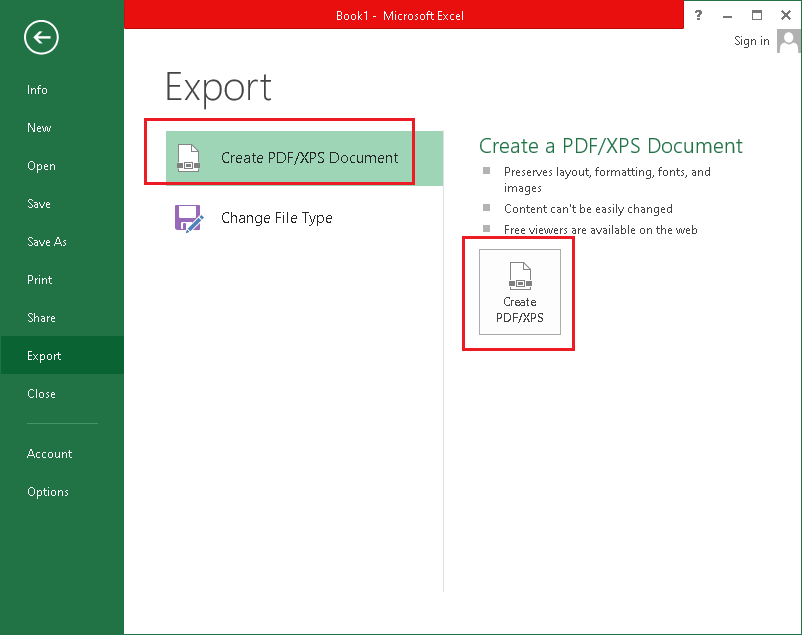 Book1 - Microsoft Excel
?
Sign in
Info
New
Open
Save
Save As
Print
Share
Export
Close
Account
Options
Export
Create PDF/XPS Document
Change File Type
Create a PDF/XPS Document
Preserves layout, formatting, fonts, and
images
Content can't be easily changed
Free viewers are available on the web
Create
PDF/XPS